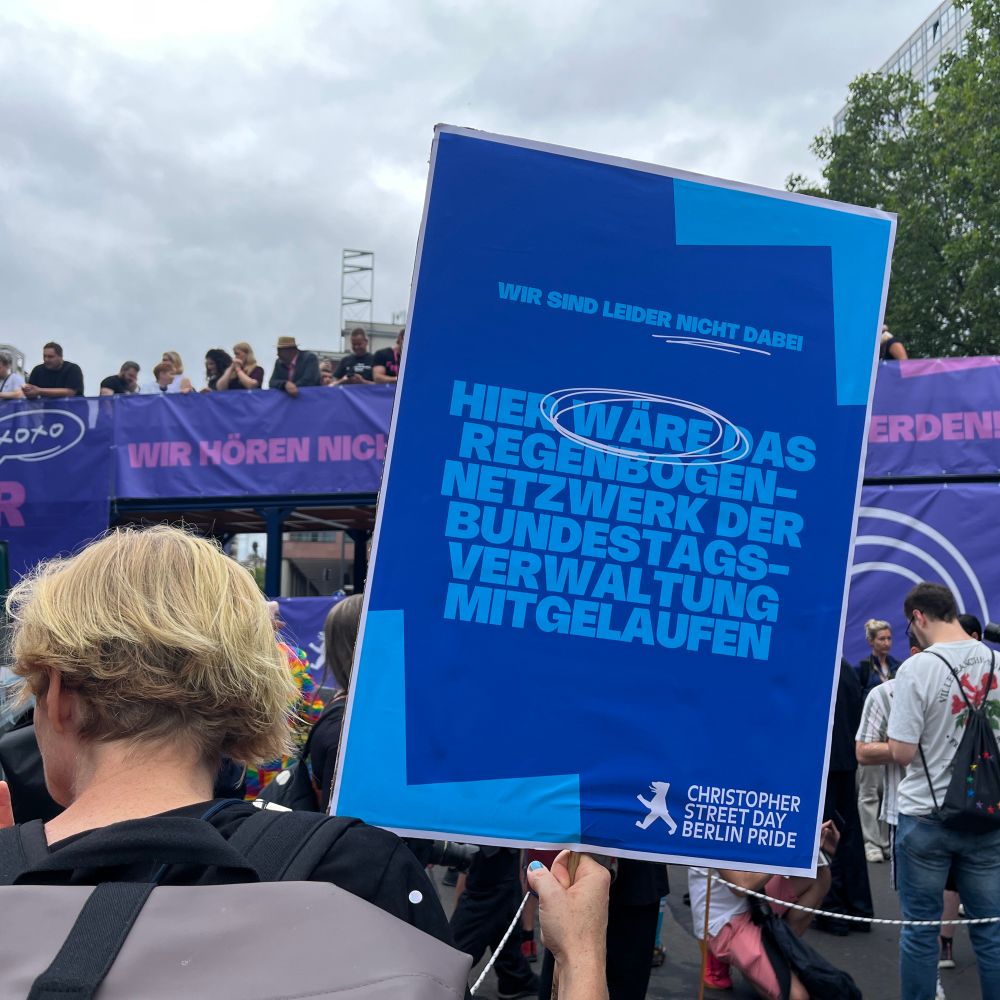 WIR SIND LEIDER NICHT DABEI
HIER WÄRE DAS
REGENBOGEN-
NETZWERK DER
BUNDESTAGS-
VERWALTUNG
MITGELAUFEN
CHRISTOPHER
STREET DAY
BERLIN PRIDE
XOXO
WIR HÖREN NICH
ERDEN
R